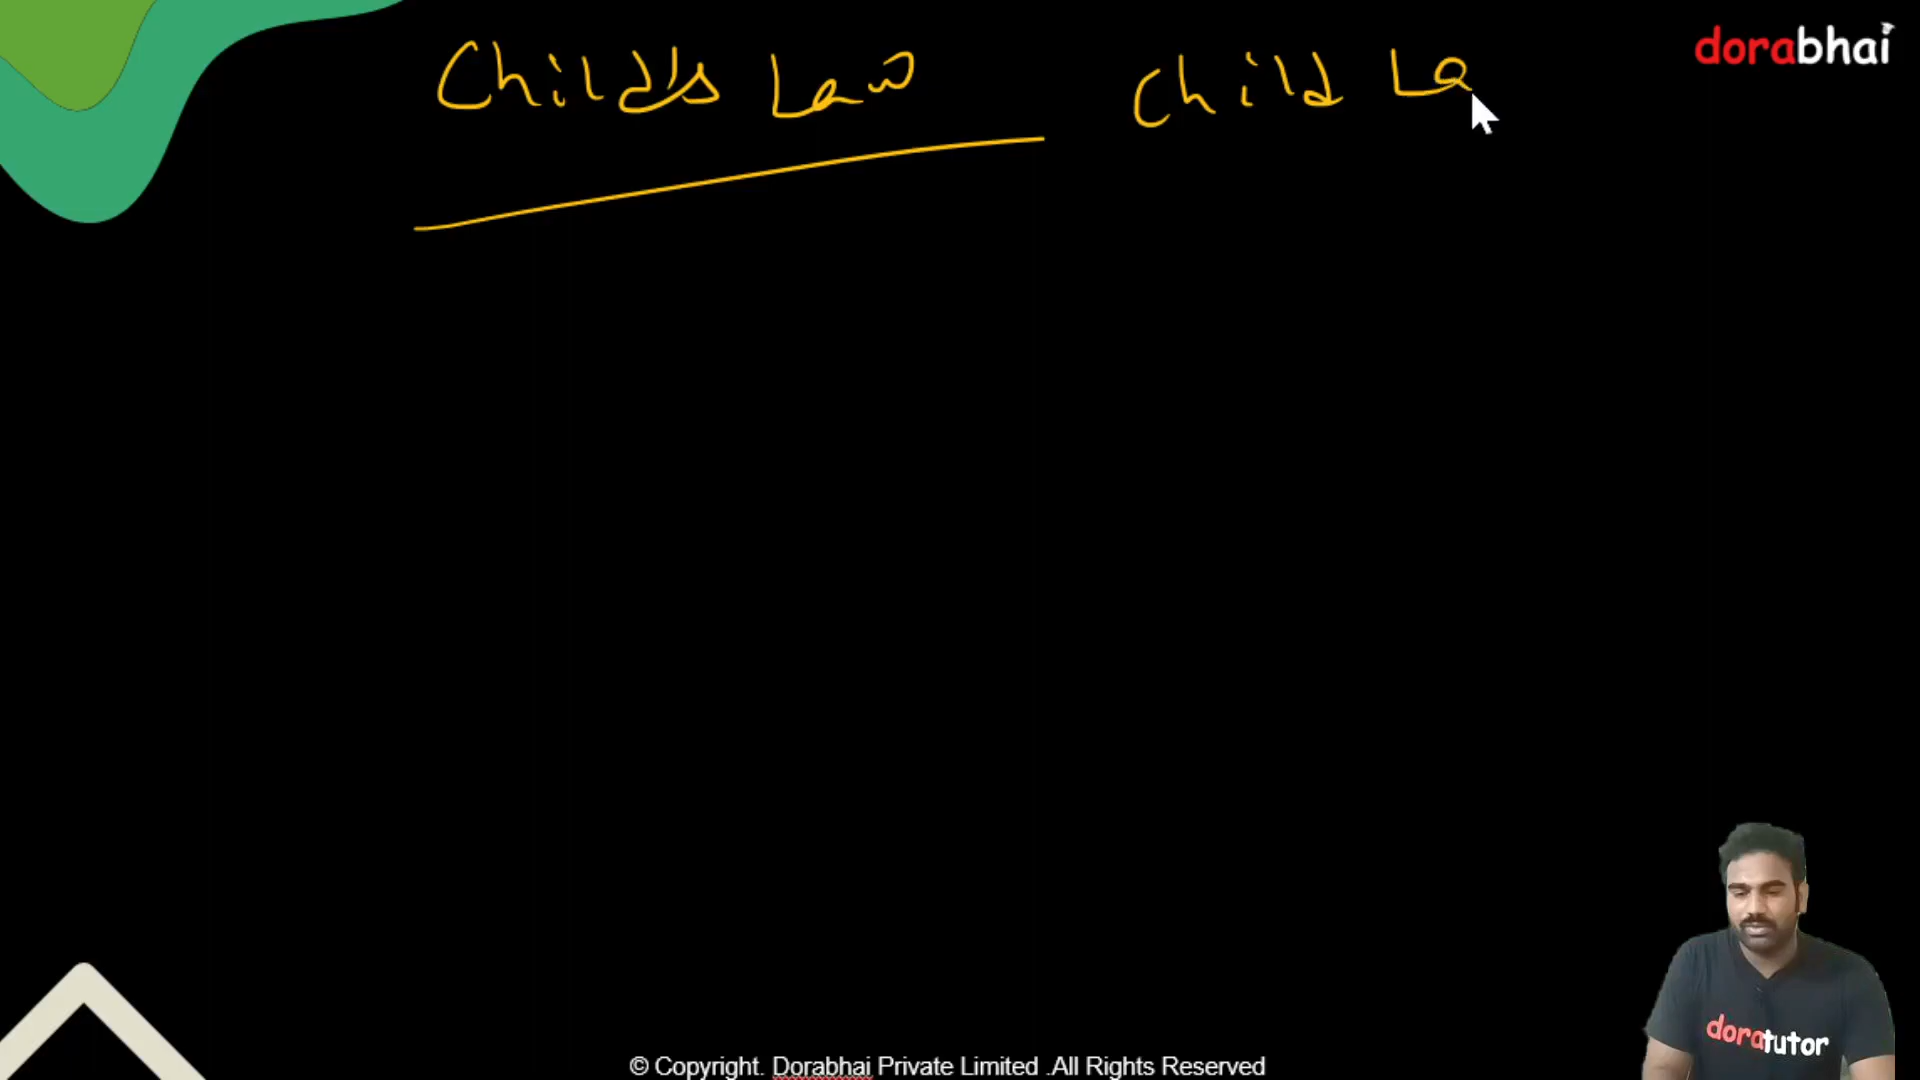 Child's Law Child La
dorabhai
doratutor
© Copyright. Dorabhai Private Limited .All Rights Reserved